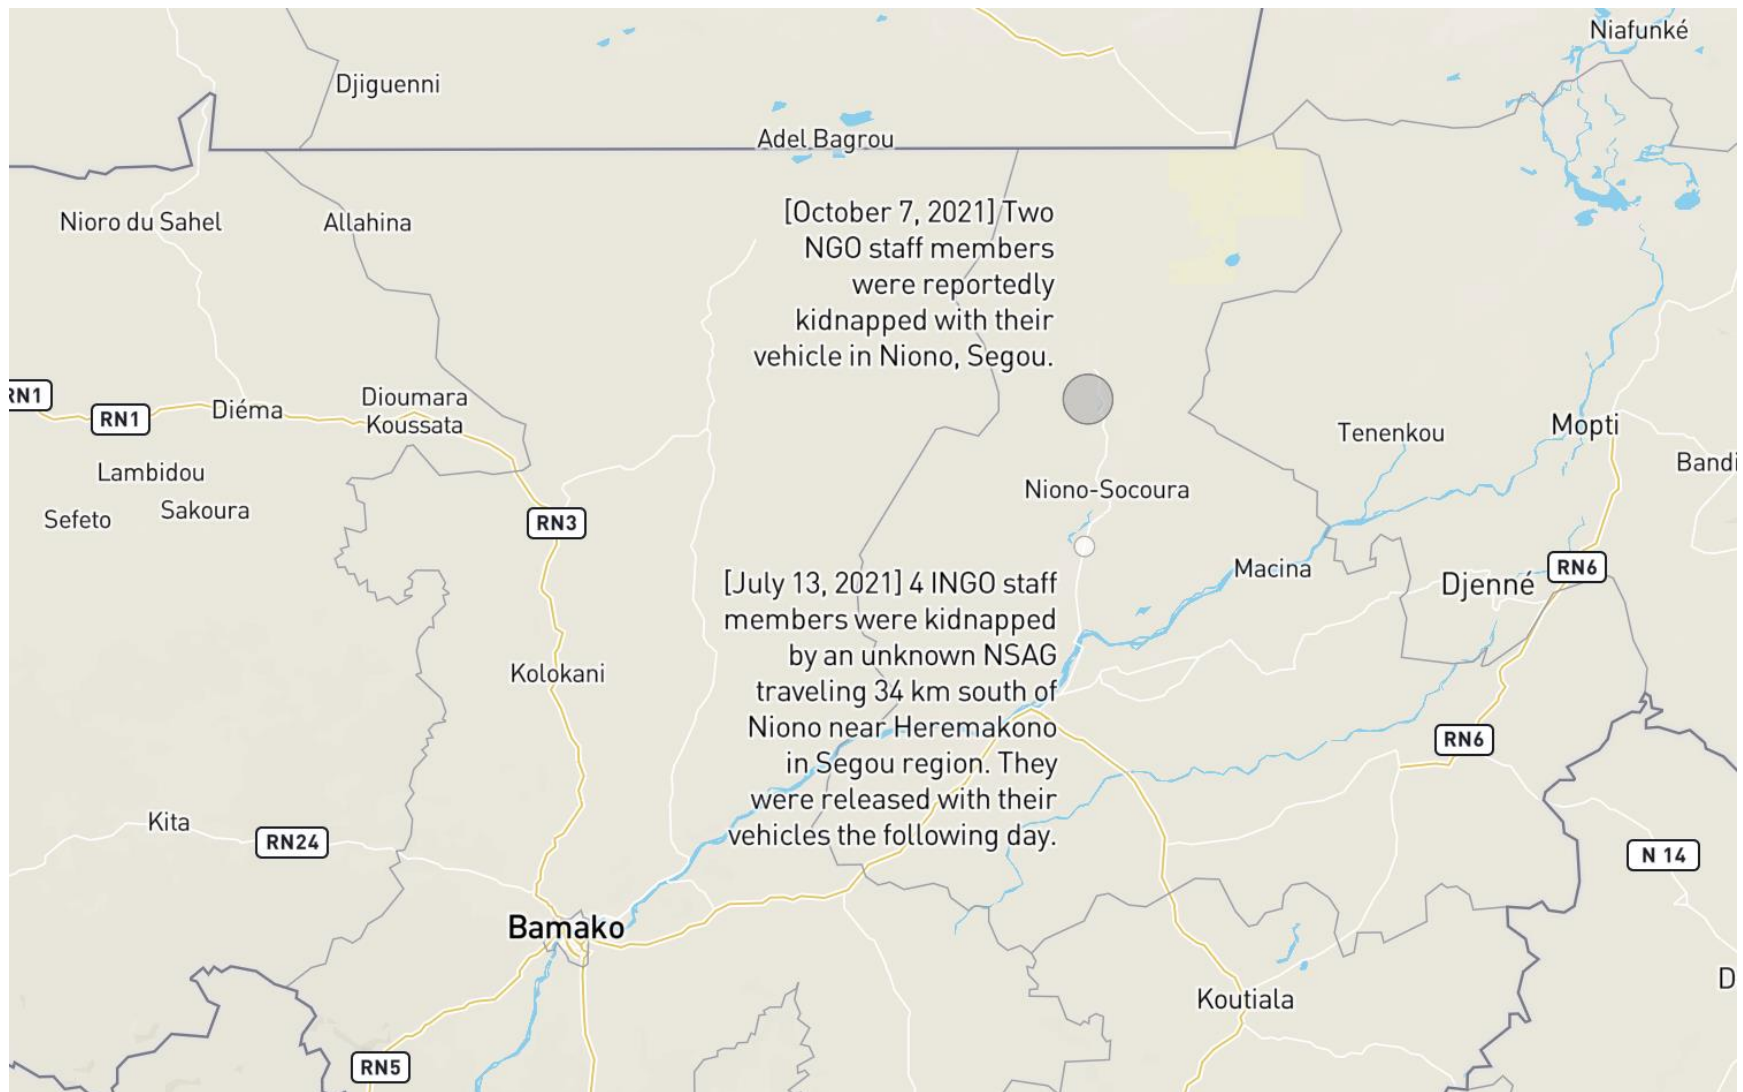 Niafunké
Djiguenni
Adel Bagrou
[October 7, 2021] Two
NGO staff members
were reportedly
kidnapped with their
vehicle in Niono, Segou.
Nioro du Sahel
Allahina
RN1
RN1
Diéma
Dioumara
Koussata
Mopti
Tenenkou
Bandi
Lambidou
Sefeto
Sakoura
RN3
Niono-Socoura
Macina
Djenné
RN6
[July 13, 2021] 4 INGO staff
members were kidnapped
by an unknown NSAG
traveling 34 km south of
Niono near Heremakono
in Segou region. They
were released with their
vehicles the following day.
Kolokani
RN6
Kita
RN24
N 14
Bamako
Koutiala
D
RN5